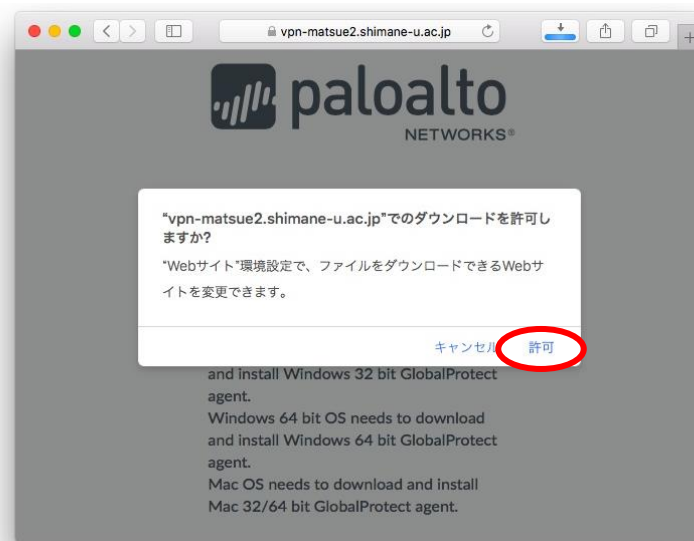 vpn-matsue2.shimane-u.ac.jp
paloalto
NETWORKS®
"vpn-matsue2.shimane-u.ac.jp"でのダウンロードを許可し
ますか?
"Webサイト"環境設定で、ファイルをダウンロードできるWebサ
イトを変更できます。
キャンセル 許可
and install Windows 32 bit GlobalProtect
agent.
Windows 64 bit OS needs to download
and install Windows 64 bit GlobalProtect
agent.
Mac OS needs to download and install
Mac 32/64 bit GlobalProtect agent.